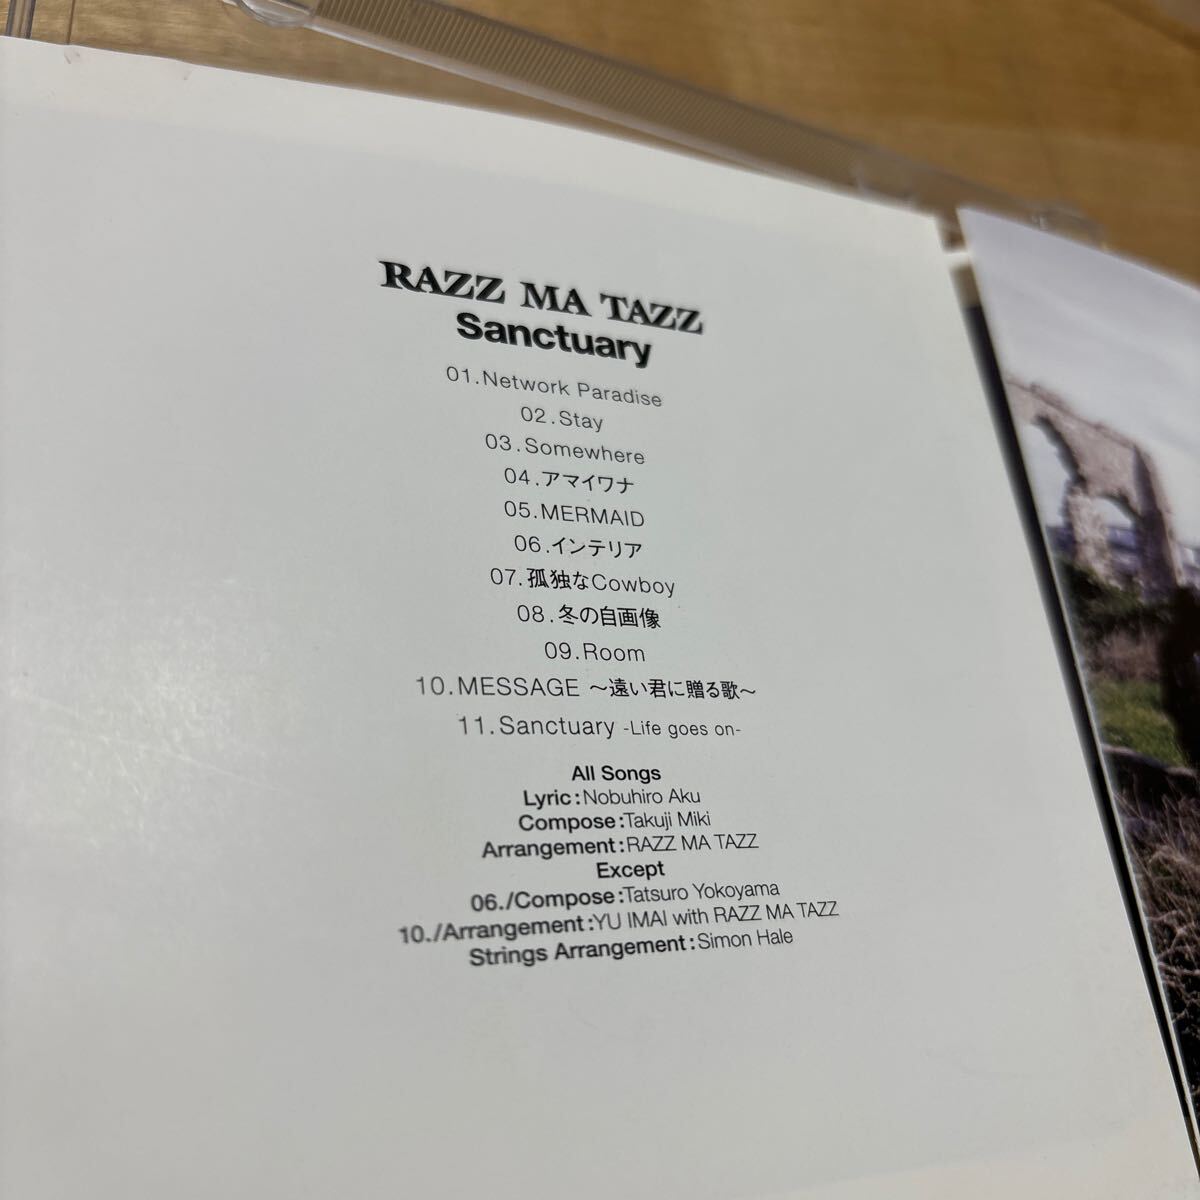 RAZZ MA TAZZ
Sanctuary
01.Network Paradise
02.Stay
03.Somewhere
04.アマイワナ
05.MERMAID
06.インテリア
07.孤独なCowboy
08.冬の自画像
09.Room
10.MESSAGE 〜遠い君に贈る歌〜
11.Sanctuary -Life goes on-
All Songs
Lyric:Nobuhiro Aku
Compose:Takuji Miki
Arrangement:RAZZ MA TAZZ
Except
06./Compose:Tatsuro Yokoyama
10./Arrangement:YU IMAI with RAZZ MA TAZZ
Strings Arrangement:Simon Hale